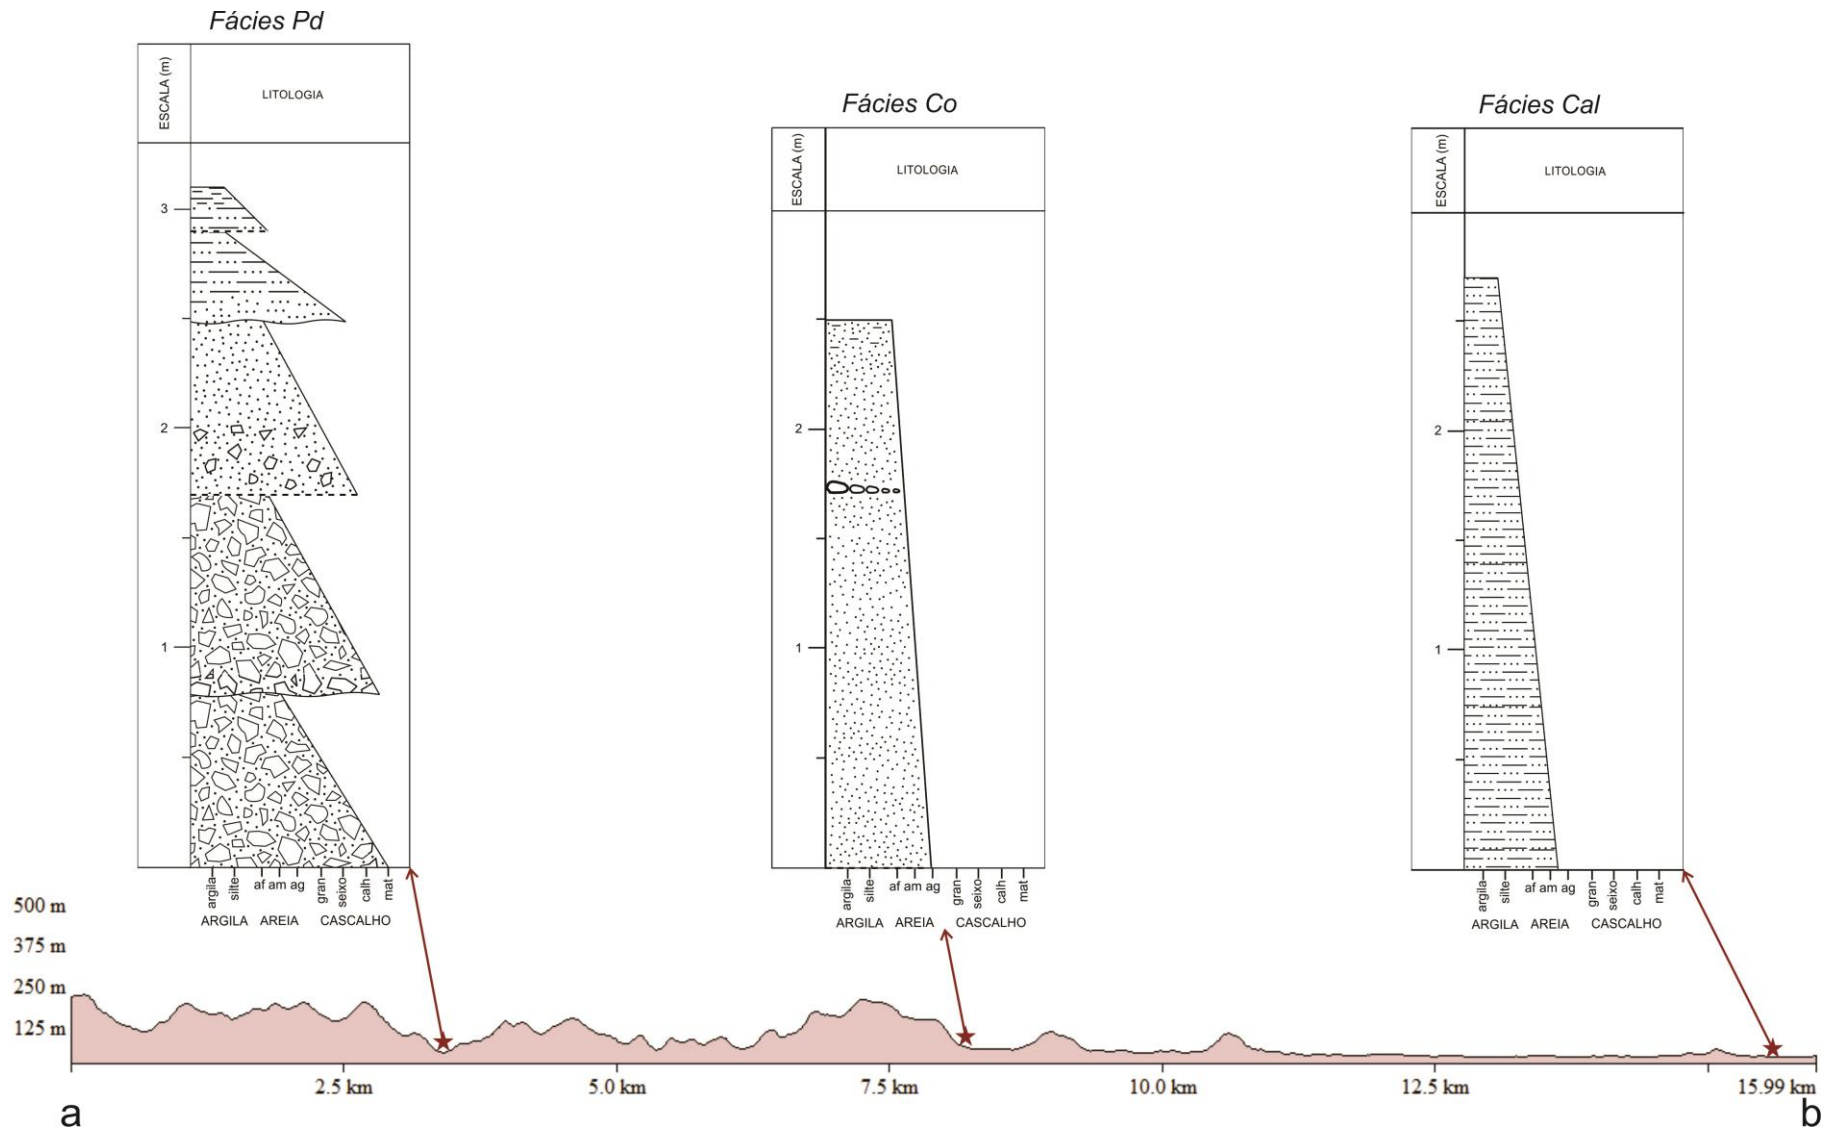 Fácies Pd
ESCALA (m)
LITOLOGIA
3
2
1
argila
silte
af am ag
gran
seixo
calh
mat
ARGILA AREIA CASCALHO
Fácies Co
ESCALA (m)
LITOLOGIA
2
1
argila
silte
af am ag
gran
seixo
calh
mat
ARGILA AREIA CASCALHO
Fácies Cal
ESCALA (m)
LITOLOGIA
2
1
argila
silte
af am ag
gran
seixo
calh
mat
ARGILA AREIA CASCALHO
500 m
375 m
250 m
125 m
2.5 km 5.0 km 7.5 km 10.0 km 12.5 km 15.99 km
a b